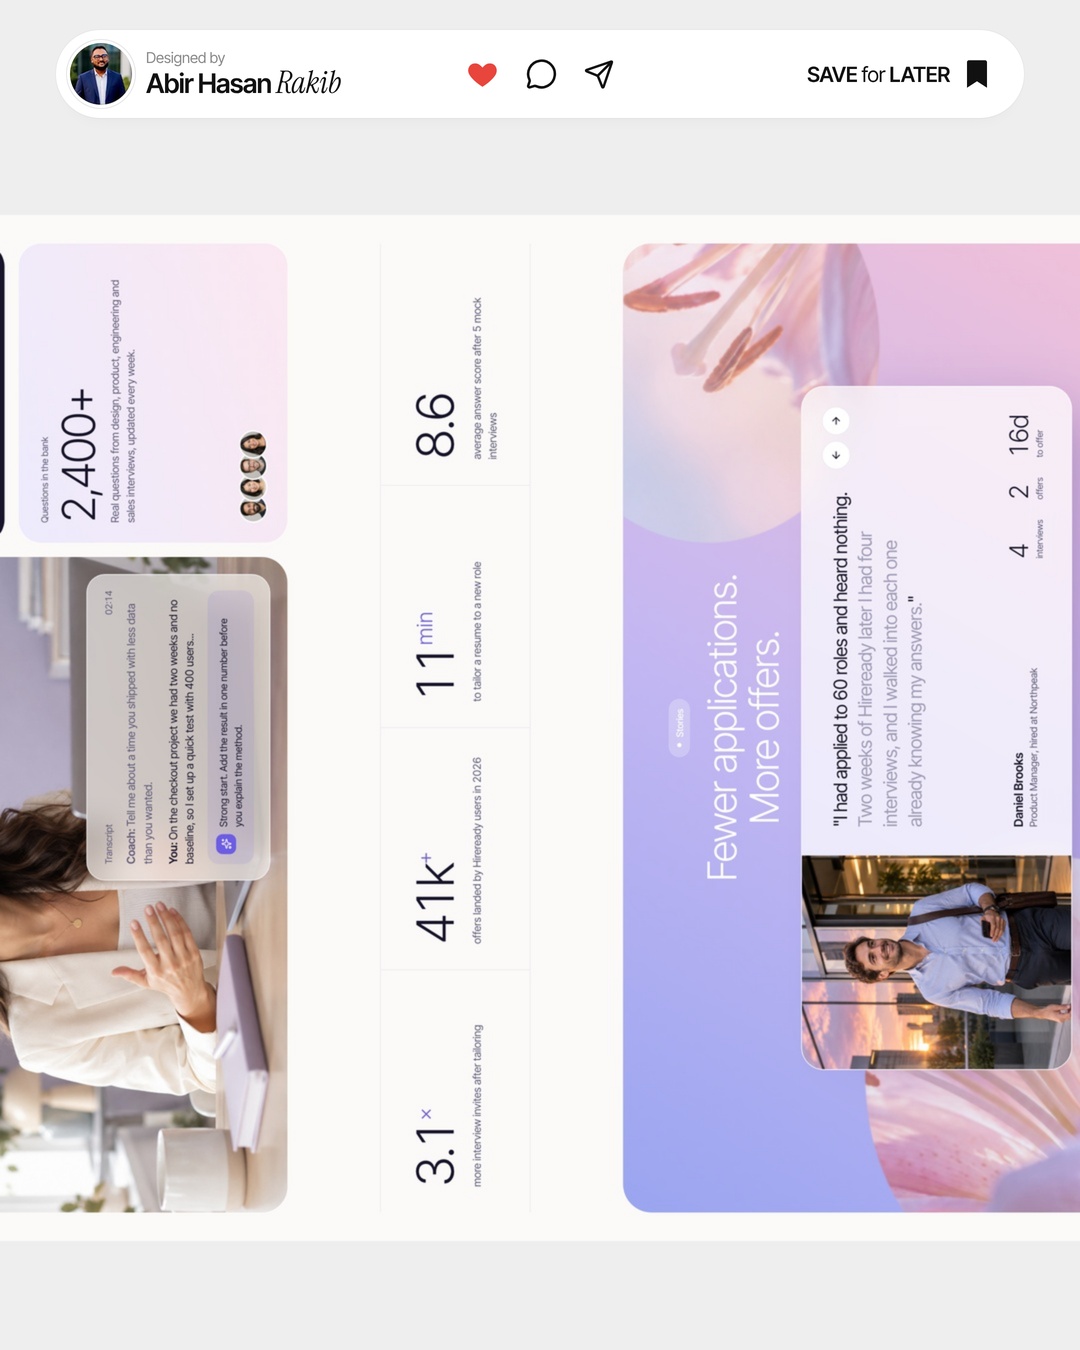 Designed by
Abir Hasan Rakib
SAVE for LATER
Transcript 02:14
Coach: Tell me about a time you shipped with less data
than you wanted.
You: On the checkout project we had two weeks and no
baseline, so I set up a quick test with 400 users...
Strong start. Add the result in one number before
you explain the method.
Questions in the bank
2,400+
Real questions from design, product, engineering and
sales interviews, updated every week.
3.1×
more interview invites after tailoring
41k+
offers landed by Hireready users in 2026
11min
to tailor a resume to a new role
8.6
average answer score after 5 mock
interviews
Stories
Fewer applications.
More offers.
"I had applied to 60 roles and heard nothing.
Two weeks of Hireready later I had four
interviews, and I walked into each one
already knowing my answers."
Daniel Brooks
Product Manager, hired at Northpeak
4
interviews
2
offers
16d
to offer